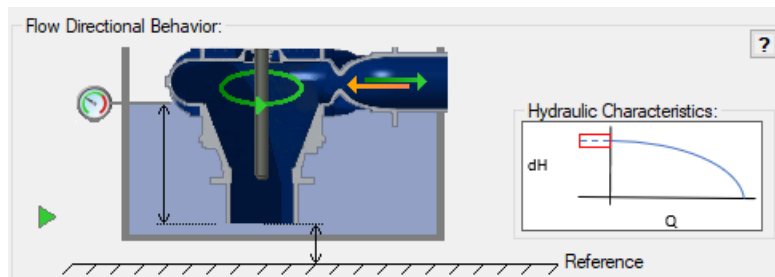 Flow Directional Behavior:
?
Hydraulic Characteristics:
dH
Q
Reference